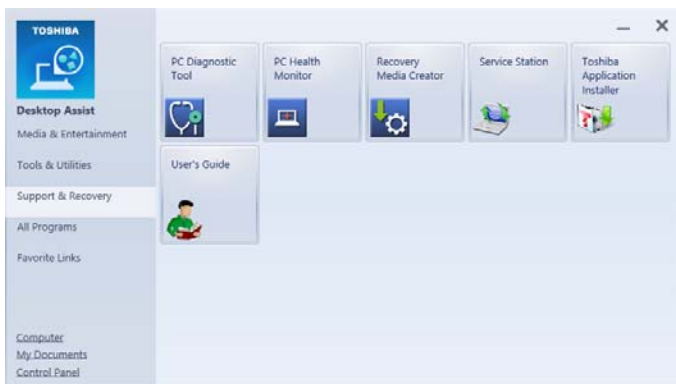 TOSHIBA
Desktop Assist
Media & Entertainment
Tools & Utilities
Support & Recovery
All Programs
Favorite Links
Computer
My Documents
Control Panel
PC Diagnostic
Tool
PC Health
Monitor
Recovery
Media Creator
Service Station
Toshiba
Application
Installer
User's Guide